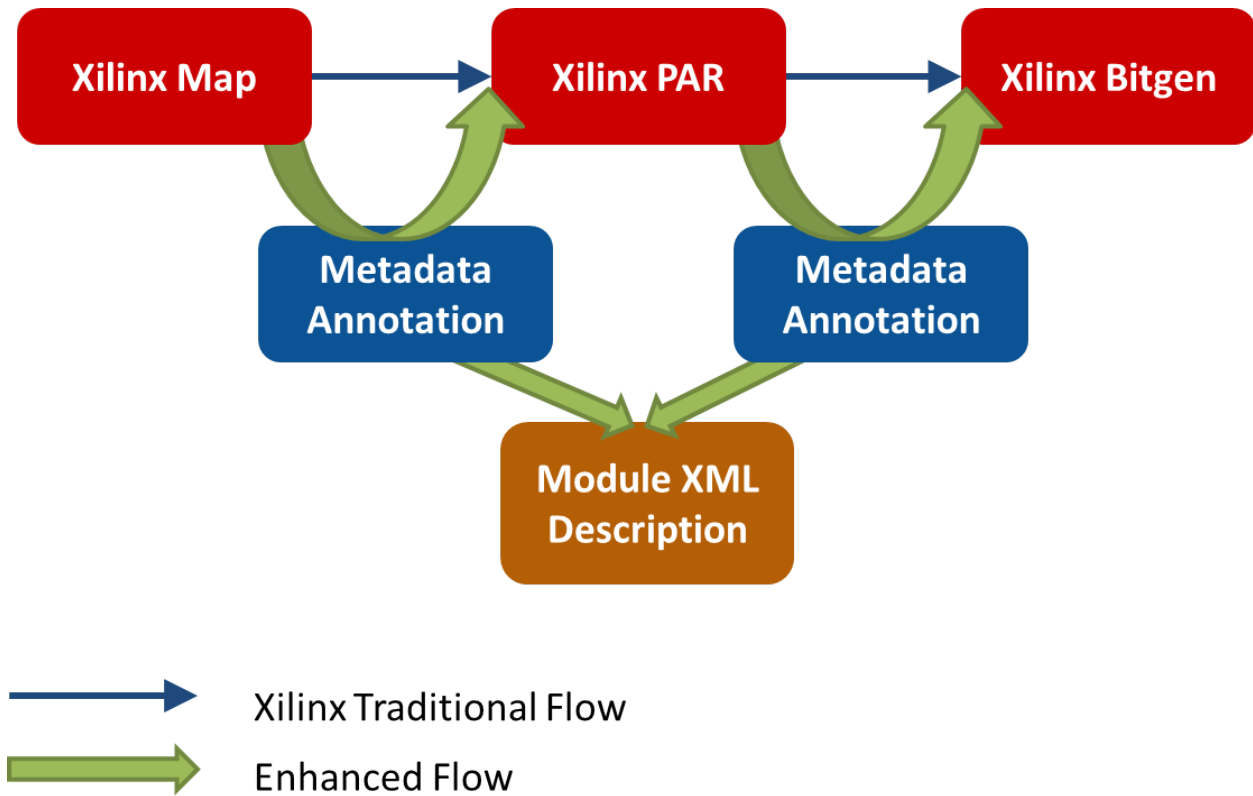 Xilinx Map
Xilinx PAR
Xilinx Bitgen
Metadata
Annotation
Metadata
Annotation
Module XML
Description
Xilinx Traditional Flow
Enhanced Flow